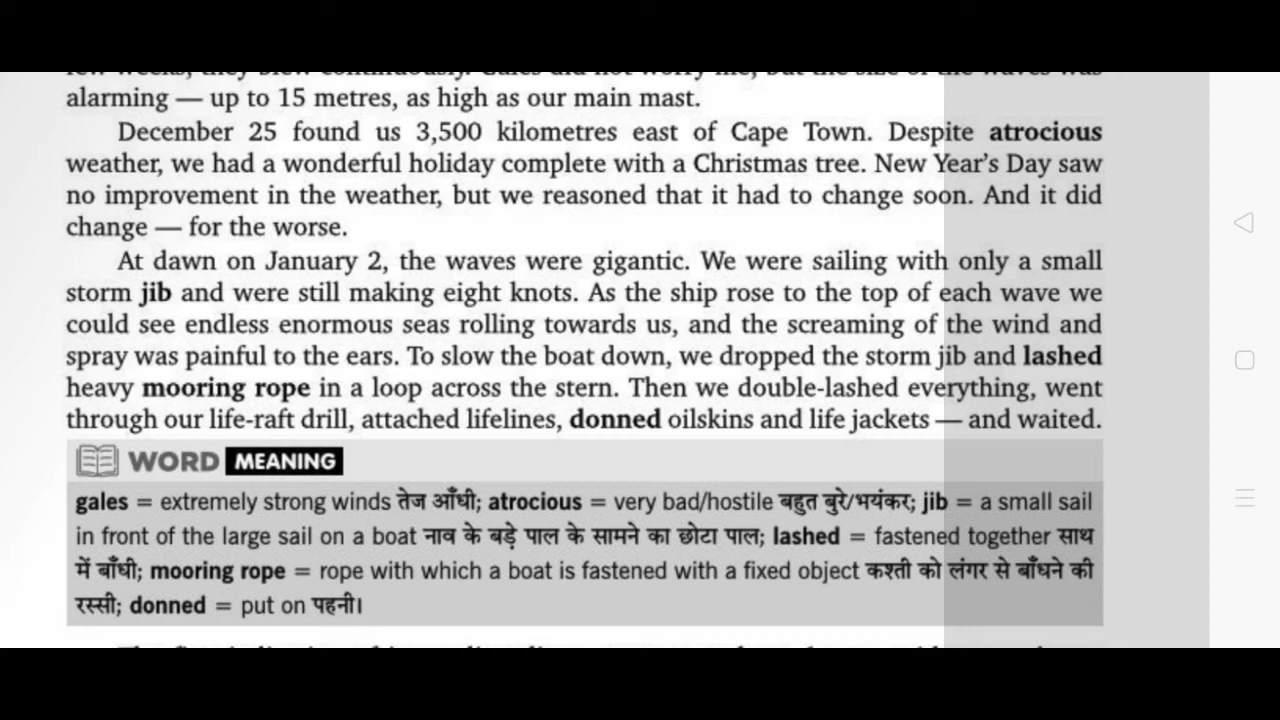 alarming — up to 15 metres, as high as our main mast.
December 25 found us 3,500 kilometres east of Cape Town. Despite atrocious
weather, we had a wonderful holiday complete with a Christmas tree. New Year's Day saw
no improvement in the weather, but we reasoned that it had to change soon. And it did
change — for the worse.
At dawn on January 2, the waves were gigantic. We were sailing with only a small
storm jib and were still making eight knots. As the ship rose to the top of each wave we
could see endless enormous seas rolling towards us, and the screaming of the wind and
spray was painful to the ears. To slow the boat down, we dropped the storm jib and lashed
heavy mooring rope in a loop across the stern. Then we double-lashed everything, went
through our life-raft drill, attached lifelines, donned oilskins and life jackets — and waited.
WORD MEANING
gales = extremely strong winds तेज आँधी; atrocious = very bad/hostile बहुत बुरे/भयंकर; jib = a small sail
in front of the large sail on a boat नाव के बड़े पाल के सामने का छोटा पाल; lashed = fastened together साथ
में बाँधी; mooring rope = rope with which a boat is fastened with a fixed object कश्ती को लंगर से बाँधने की
रस्सी; donned = put on पहनी।